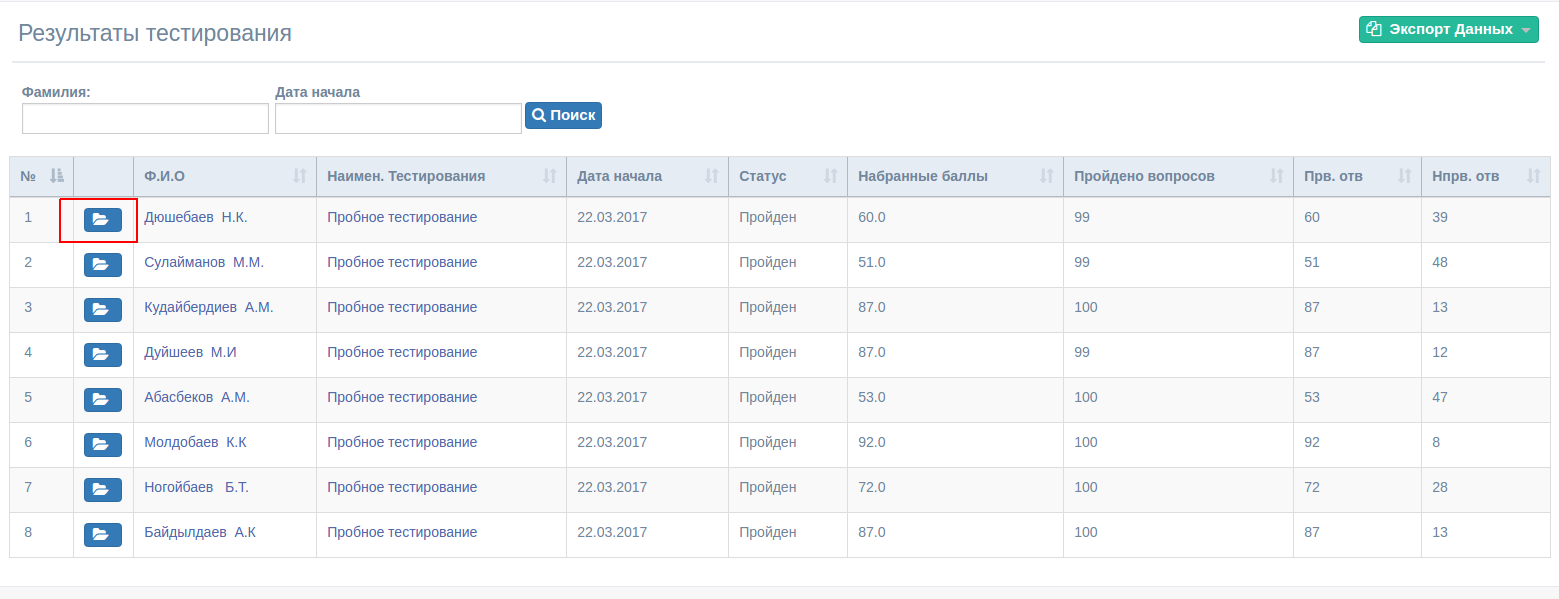 Результаты тестирования
Экспорт Данных
Фамилия: Дата начала
Поиск
№ Ф.И.О Наимен. Тестирования Дата начала Статус Набранные баллы Пройдено вопросов Прв. отв Нпрв. отв
1 Дюшебаев Н.К. Пробное тестирование 22.03.2017 Пройден 60.0 99 60 39
2 Сулайманов М.М. Пробное тестирование 22.03.2017 Пройден 51.0 99 51 48
3 Кудайбердиев А.М. Пробное тестирование 22.03.2017 Пройден 87.0 100 87 13
4 Дуйшеев М.И Пробное тестирование 22.03.2017 Пройден 87.0 99 87 12
5 Абасбеков А.М. Пробное тестирование 22.03.2017 Пройден 53.0 100 53 47
6 Молдобаев К.К Пробное тестирование 22.03.2017 Пройден 92.0 100 92 8
7 Ногойбаев Б.Т. Пробное тестирование 22.03.2017 Пройден 72.0 100 72 28
8 Байдылдаев А.К Пробное тестирование 22.03.2017 Пройден 87.0 100 87 13